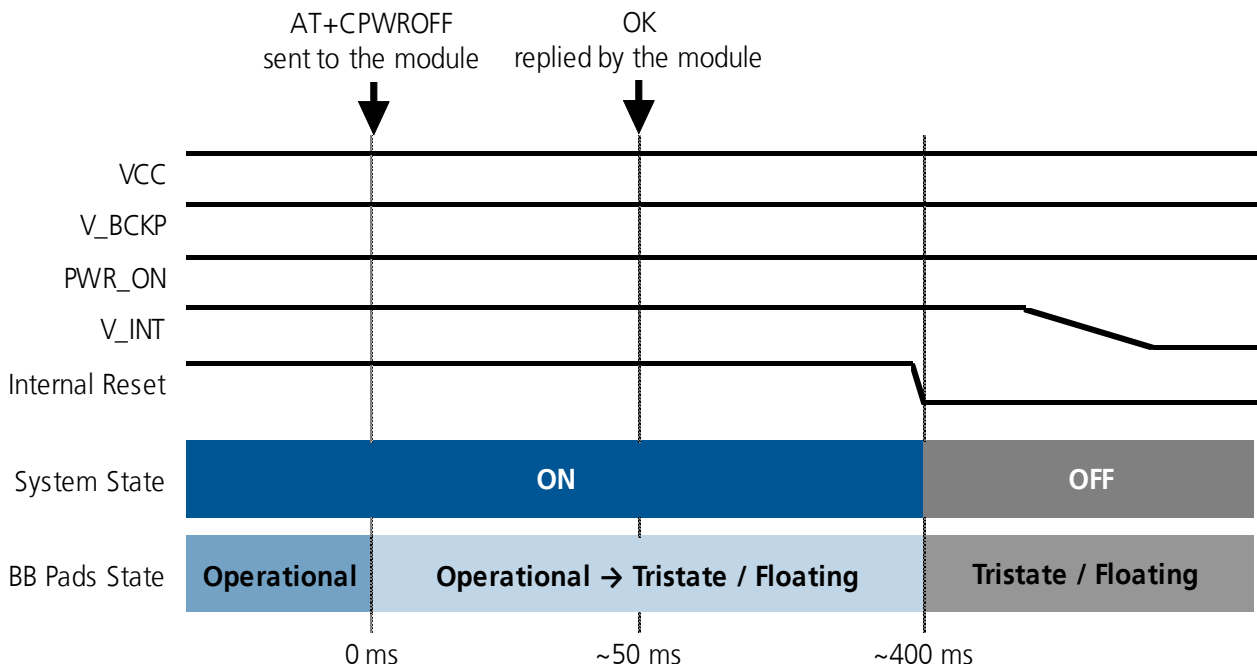 AT+CPWROFF
sent to the module
OK
replied by the module
VCC
V_BCKP
PWR_ON
V_INT
Internal Reset
System State
ON
OFF
BB Pads State
Operational
Operational → Tristate / Floating
Tristate / Floating
0 ms
~50 ms
~400 ms